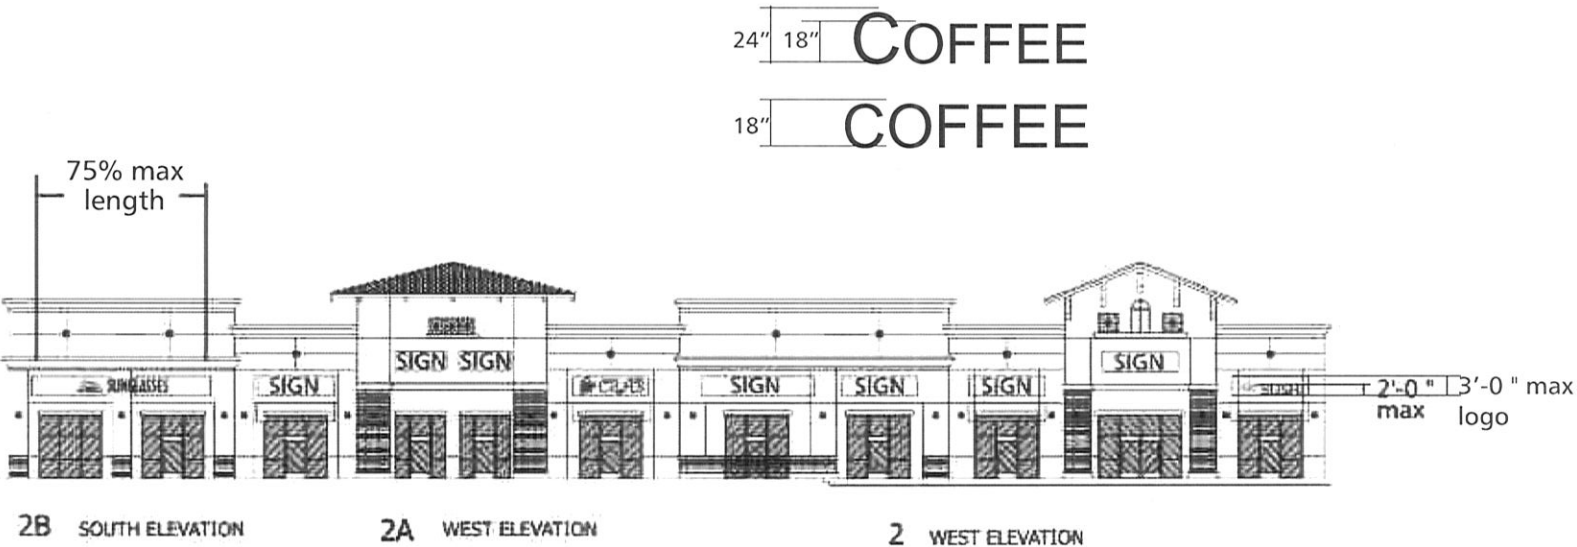 24" 18" COFFEE
18" COFFEE
75% max
length
SIGN SIGN
SIGN
SUNGLASSES SIGN SIGN SIGN SIGN SUSHI
2'-0 " 3'-0 " max
max logo
2B SOUTH ELEVATION 2A WEST ELEVATION 2 WEST ELEVATION